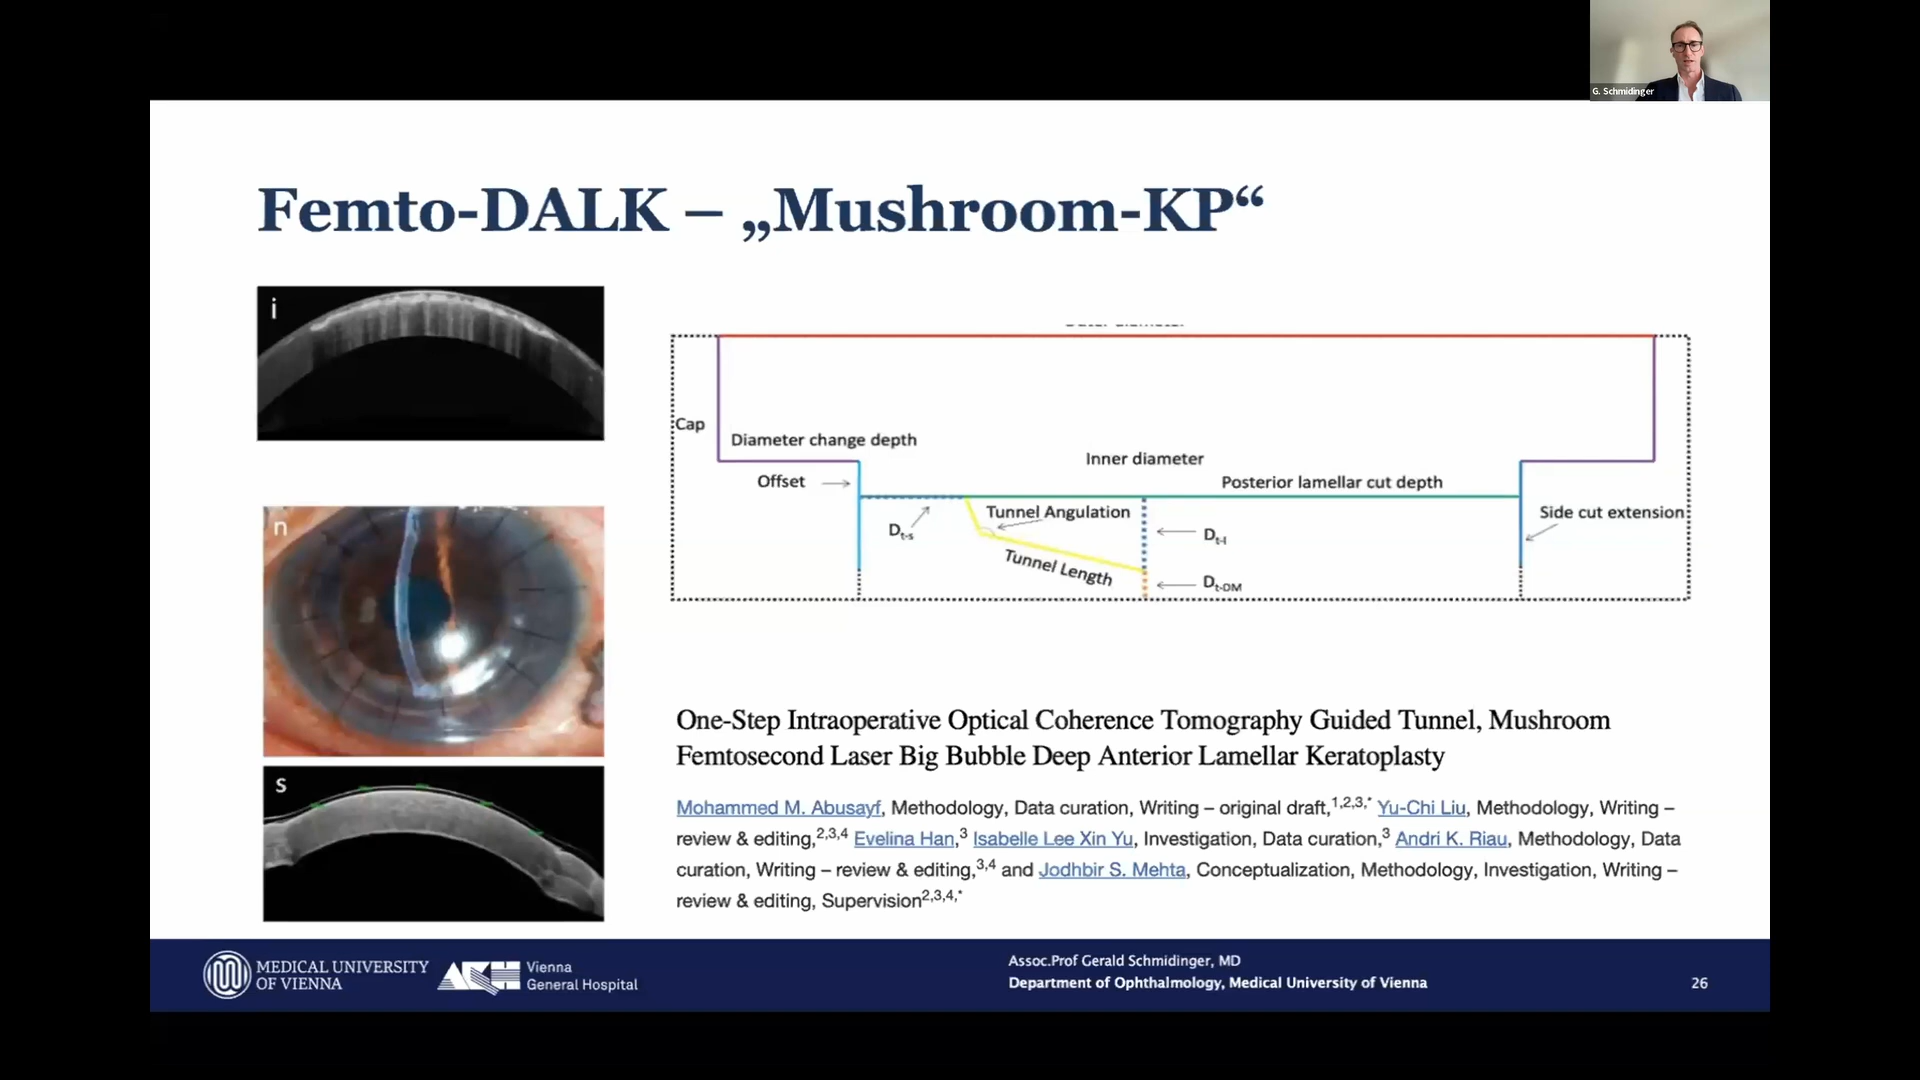 G. Schmidinger
Femto-DALK – „Mushroom-KP“
i
n
s
Cap
Diameter change depth
Offset
Inner diameter
Posterior lamellar cut depth
Tunnel Angulation
Side cut extension
Dt-s
Dt-l
Tunnel Length
Dt-DM
One-Step Intraoperative Optical Coherence Tomography Guided Tunnel, Mushroom
Femtosecond Laser Big Bubble Deep Anterior Lamellar Keratoplasty
Mohammed M. Abusayf, Methodology, Data curation, Writing – original draft,1,2,3,* Yu-Chi Liu, Methodology, Writing –
review & editing,2,3,4 Evelina Han,3 Isabelle Lee Xin Yu, Investigation, Data curation,3 Andri K. Riau, Methodology, Data
curation, Writing – review & editing,3,4 and Jodhbir S. Mehta, Conceptualization, Methodology, Investigation, Writing –
review & editing, Supervision2,3,4,*
MEDICAL UNIVERSITY
OF VIENNA
AKH
Vienna
General Hospital
Assoc.Prof Gerald Schmidinger, MD
Department of Ophthalmology, Medical University of Vienna
26